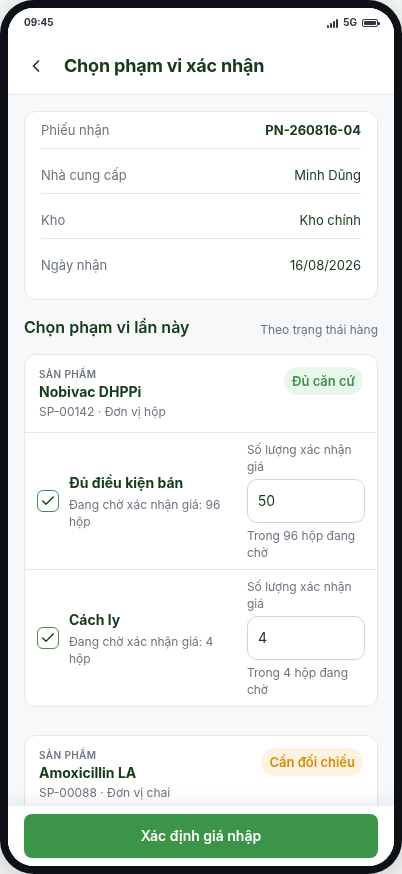 09:45
5G
Chọn phạm vi xác nhận
Phiếu nhận PN-260816-04
Nhà cung cấp Minh Dũng
Kho Kho chính
Ngày nhận 16/08/2026
Chọn phạm vi lần này Theo trạng thái hàng
SẢN PHẨM
Đủ căn cứ
Nobivac DHPPi
SP-00142 · Đơn vị hộp
Đủ điều kiện bán
Đang chờ xác nhận giá: 96
hộp
Số lượng xác nhận
giá
50
Trong 96 hộp đang
chờ
Cách ly
Đang chờ xác nhận giá: 4
hộp
Số lượng xác nhận
giá
4
Trong 4 hộp đang
chờ
SẢN PHẨM
Cần đối chiếu
Amoxicillin LA
SP-00088 · Đơn vị chai
Xác định giá nhập